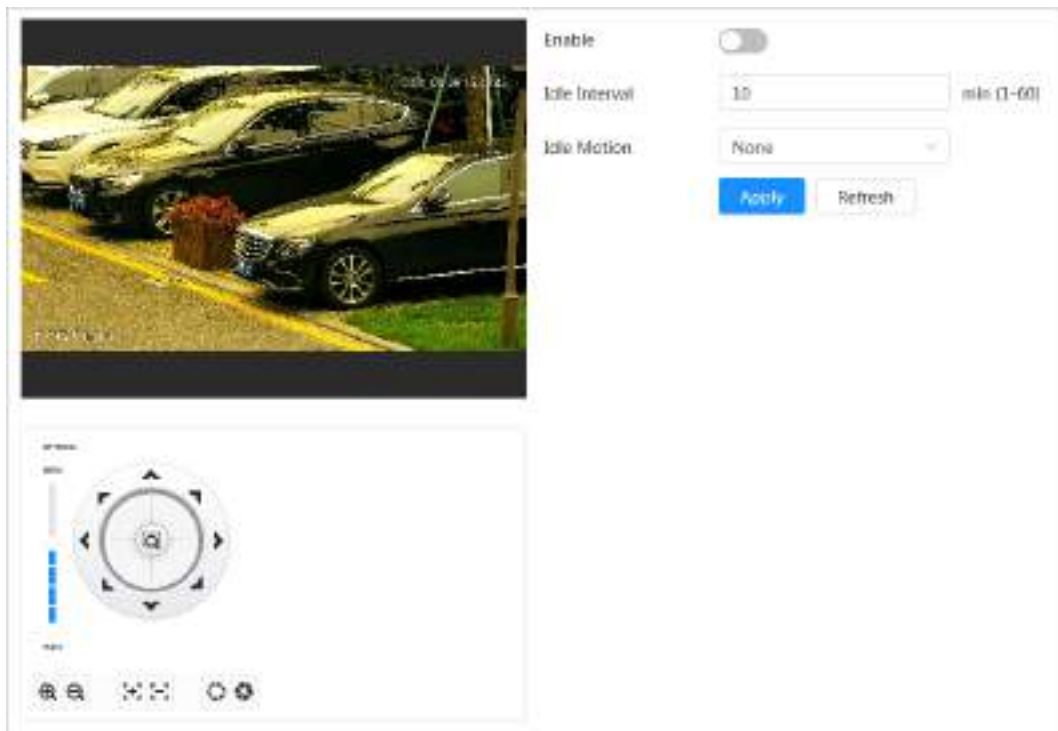 Enable
Idle Interval
10
min (1-60)
Idle Motion
None
Apply
Refresh